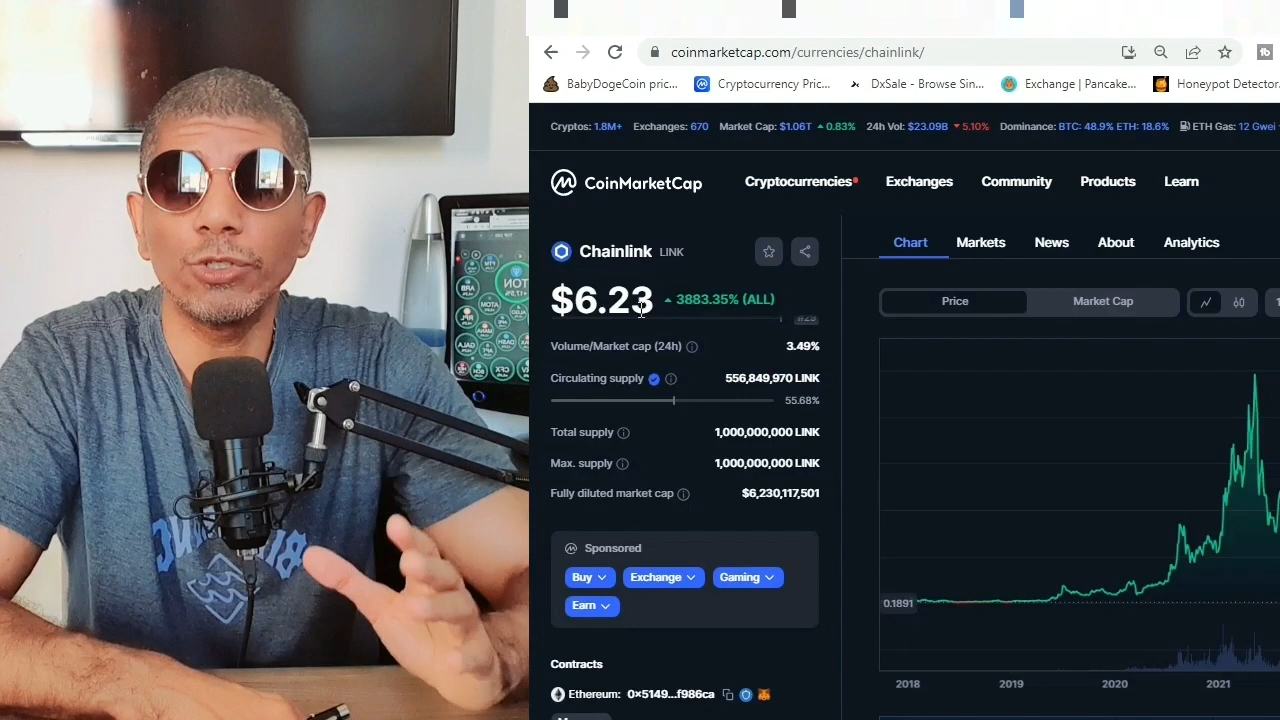 coinmarketcap.com/currencies/chainlink/
BabyDogeCoin pric... Cryptocurrency Pric... DxSale - Browse Sin... Exchange | Pancake... Honeypot Detector
Cryptos: 1.8M+ Exchanges: 670 Market Cap: $1.06T 0.83% 24h Vol: $23.09B 5.10% Dominance: BTC: 48.9% ETH: 18.6% ETH Gas: 12 Gwei
CoinMarketCap Cryptocurrencies Exchanges Community Products Learn
Chainlink LINK
$6.23 3883.35% (ALL)
Volume/Market cap (24h) 3.49%
Circulating supply 556,849,970 LINK
55.68%
Total supply 1,000,000,000 LINK
Max. supply 1,000,000,000 LINK
Fully diluted market cap $6,230,117,501
Sponsored
Buy Exchange Gaming
Earn
Contracts
Ethereum: 0x5149...f986ca
Chart Markets News About Analytics
Price Market Cap
0.1891
2018 2019 2020 2021
TON